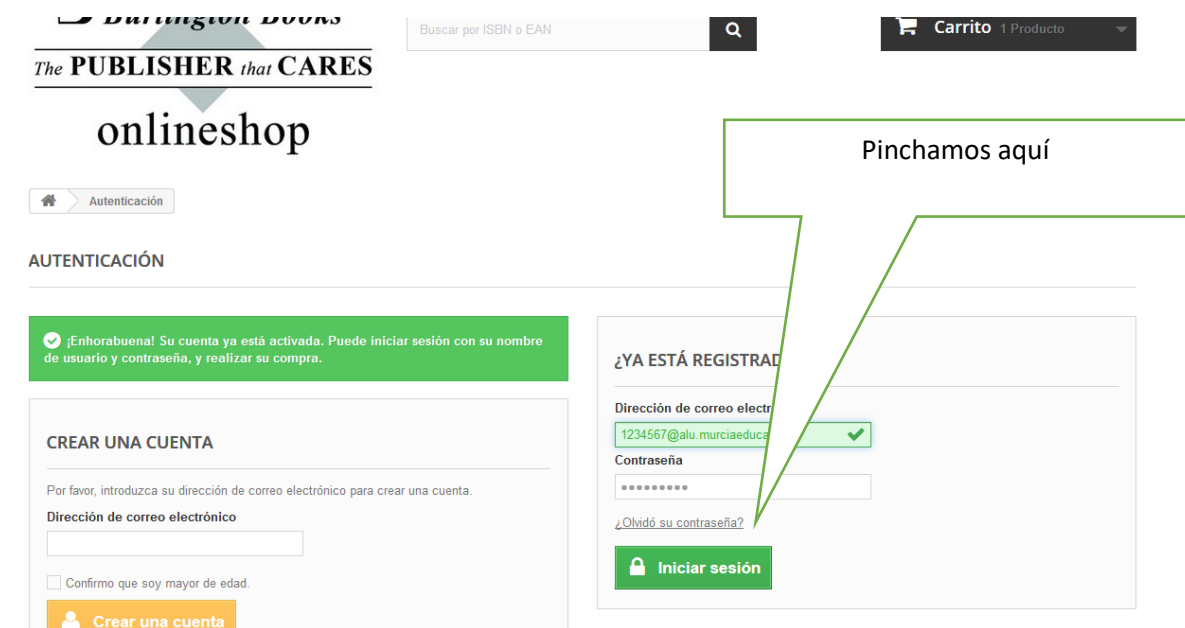 Burlington Books
The PUBLISHER that CARES
onlineshop
Buscar por ISBN o EAN
Carrito 1 Producto
Pinchamos aquí
Autenticación
AUTENTICACIÓN
¡Enhorabuena! Su cuenta ya está activada. Puede iniciar sesión con su nombre
de usuario y contraseña, y realizar su compra.
CREAR UNA CUENTA
Por favor, introduzca su dirección de correo electrónico para crear una cuenta.
Dirección de correo electrónico
Confirmo que soy mayor de edad.
Crear una cuenta
¿YA ESTÁ REGISTRAD
Dirección de correo electr
1234567@alu.murciaeduca
Contraseña
¿Olvidó su contraseña?
Iniciar sesión